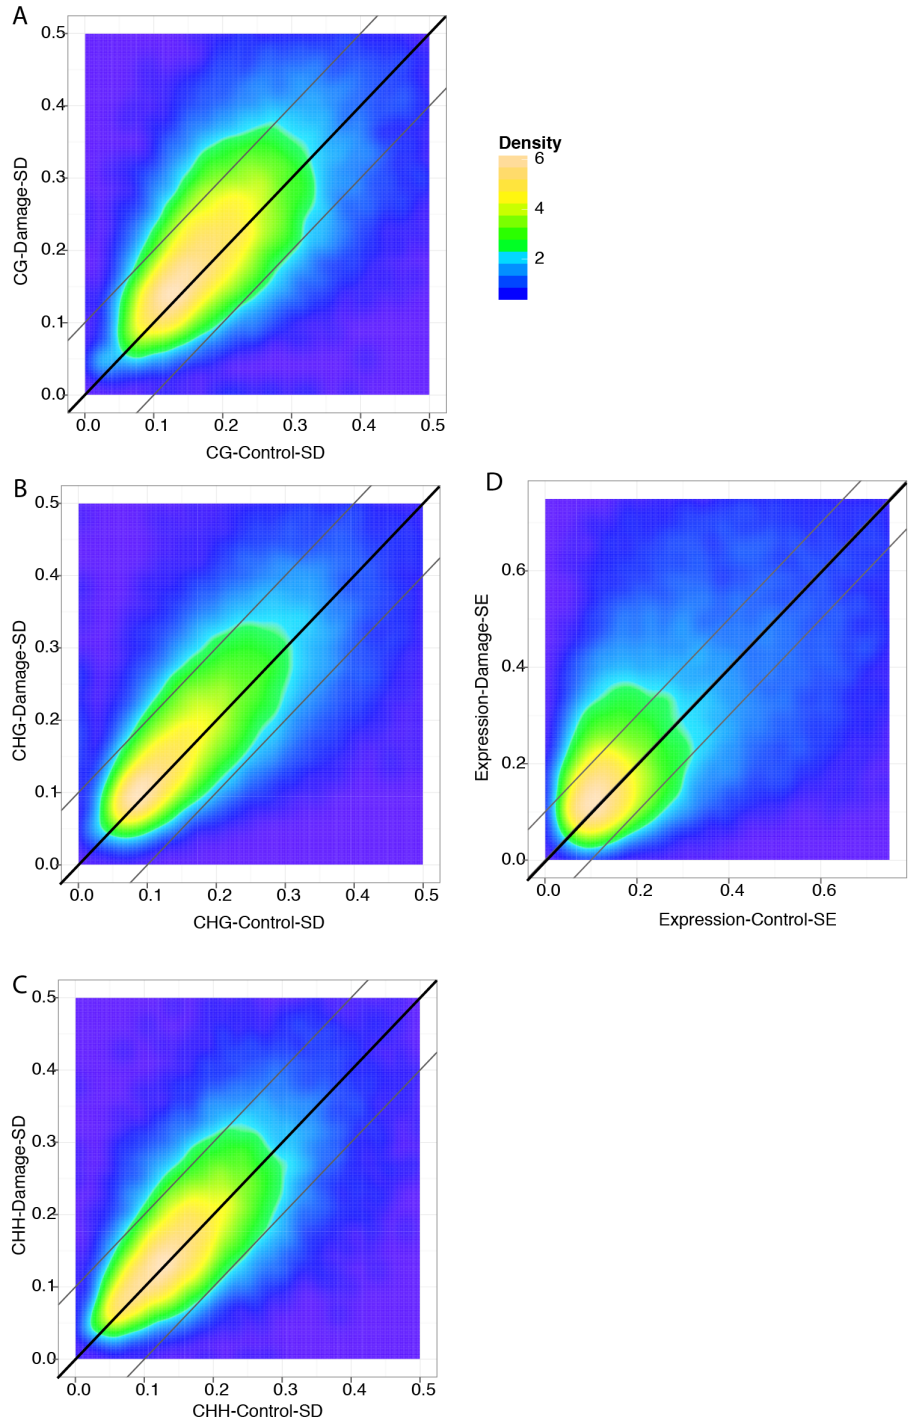 A
0.5
0.4
0.3
0.2
0.1
0.0
CG-Damage-SD
0.0 0.1 0.2 0.3 0.4 0.5
CG-Control-SD
Density
6
4
2
B
0.5
0.4
0.3
0.2
0.1
0.0
CHG-Damage-SD
0.0 0.1 0.2 0.3 0.4 0.5
CHG-Control-SD
D
0.6
0.4
0.2
0.0
Expression-Damage-SE
0.0 0.2 0.4 0.6
Expression-Control-SE
C
0.5
0.4
0.3
0.2
0.1
0.0
CHH-Damage-SD
0.0 0.1 0.2 0.3 0.4 0.5
CHH-Control-SD